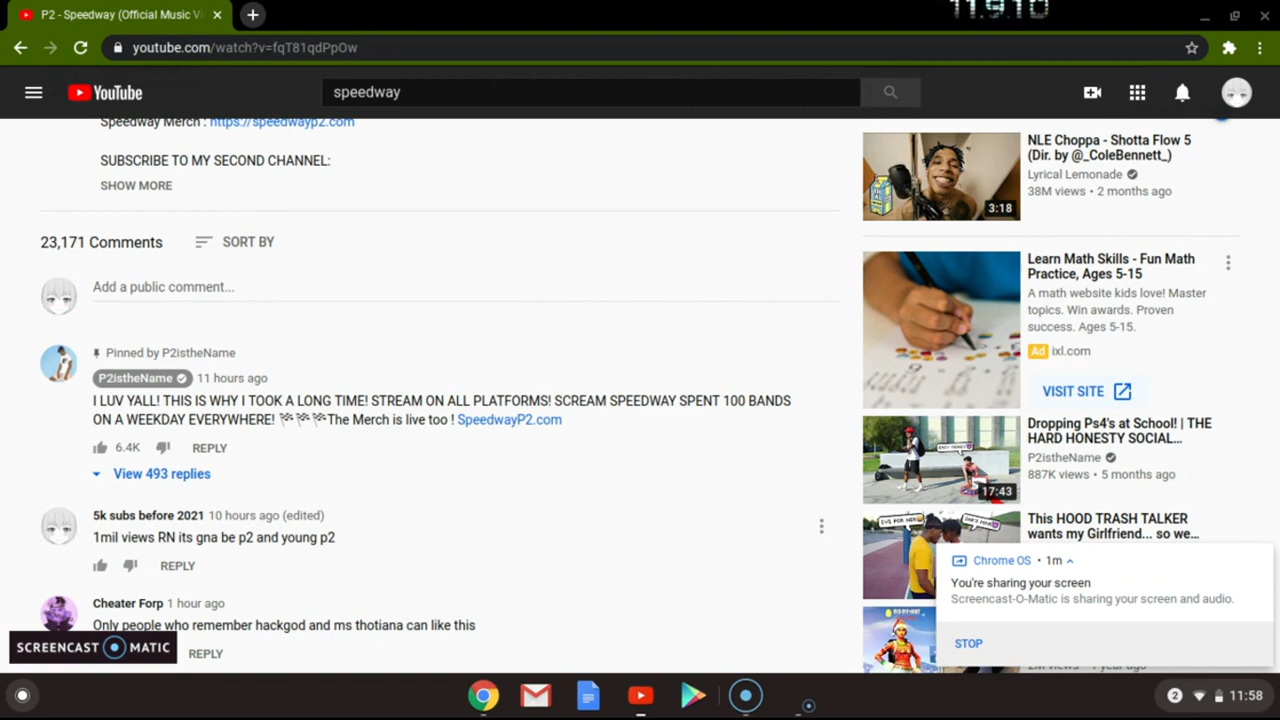 11.9.10
P2 - Speedway (Official Music Vi
youtube.com/watch?v=fqT81qdPpOw
YouTube
speedway
Speedway Merch : https://speedwayp2.com
SUBSCRIBE TO MY SECOND CHANNEL:
SHOW MORE
23,171 Comments
SORT BY
Add a public comment...
Pinned by P2istheName
P2istheName 11 hours ago
I LUV YALL! THIS IS WHY I TOOK A LONG TIME! STREAM ON ALL PLATFORMS! SCREAM SPEEDWAY SPENT 100 BANDS
ON A WEEKDAY EVERYWHERE! 🏁🏁🏁The Merch is live too ! SpeedwayP2.com
6.4K REPLY
View 493 replies
5k subs before 2021 10 hours ago (edited)
1mil views RN its gna be p2 and young p2
REPLY
Cheater Forp 1 hour ago
Only people who remember hackgod and ms thotiana can like this
REPLY
SCREENCAST MATIC
NLE Choppa - Shotta Flow 5
(Dir. by @_ColeBennett_)
Lyrical Lemonade
38M views • 2 months ago
3:18
Learn Math Skills - Fun Math
Practice, Ages 5-15
A math website kids love! Master
topics. Win awards. Proven
success. Ages 5-15.
Ad ixl.com
VISIT SITE
Dropping Ps4's at School! | THE
HARD HONESTY SOCIAL...
P2istheName
887K views • 5 months ago
17:43
This HOOD TRASH TALKER
wants my Girlfriend... so we...
Chrome OS • 1m
You're sharing your screen
Screencast-O-Matic is sharing your screen and audio.
STOP
2 11:58